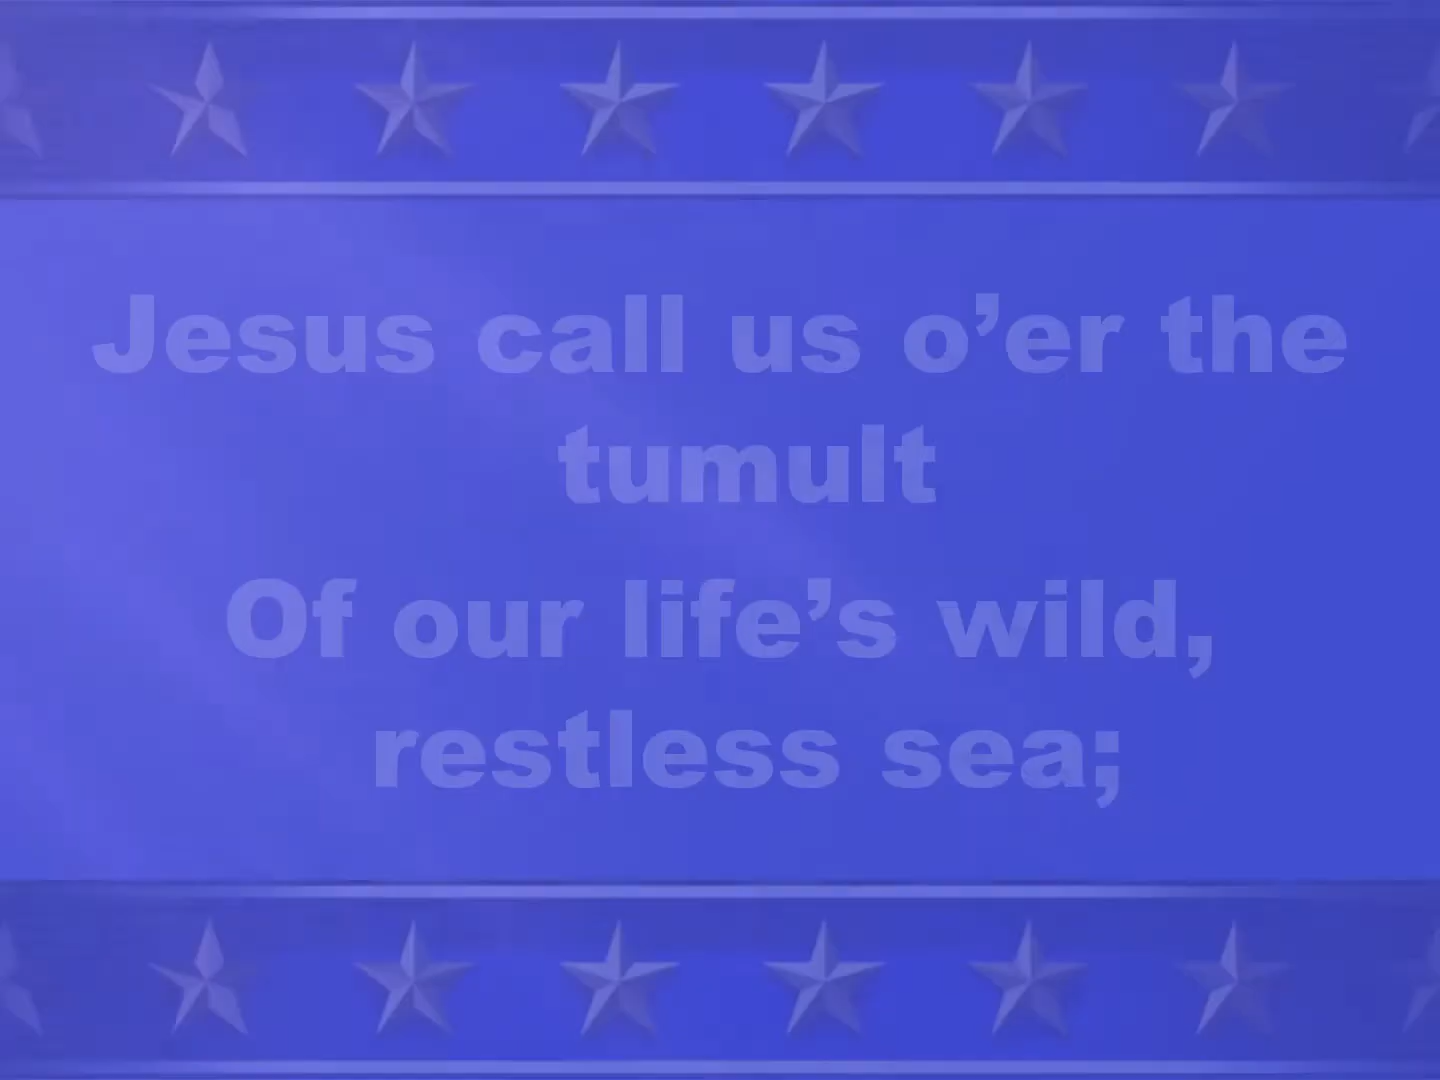 Jesus call us o’er the
tumult
Of our life’s wild,
restless sea;